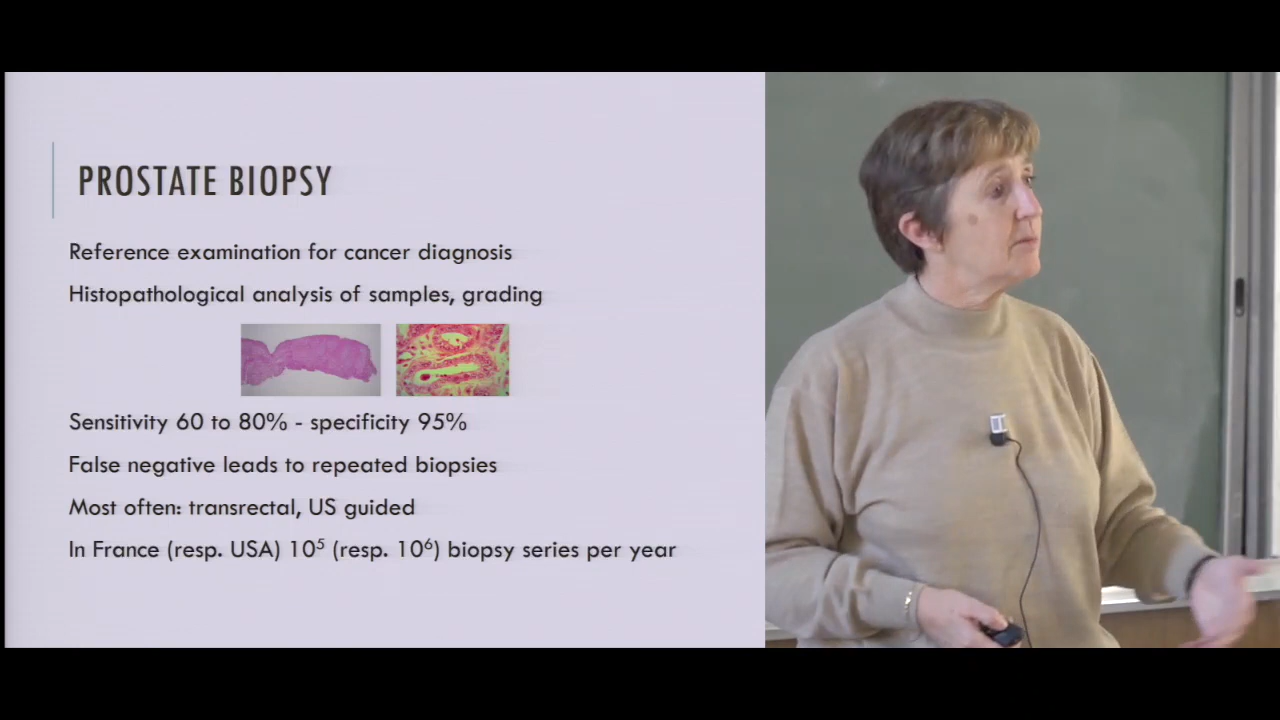 PROSTATE BIOPSY
Reference examination for cancer diagnosis
Histopathological analysis of samples, grading
Sensitivity 60 to 80% - specificity 95%
False negative leads to repeated biopsies
Most often: transrectal, US guided
In France (resp. USA) 10⁵ (resp. 10⁶) biopsy series per year